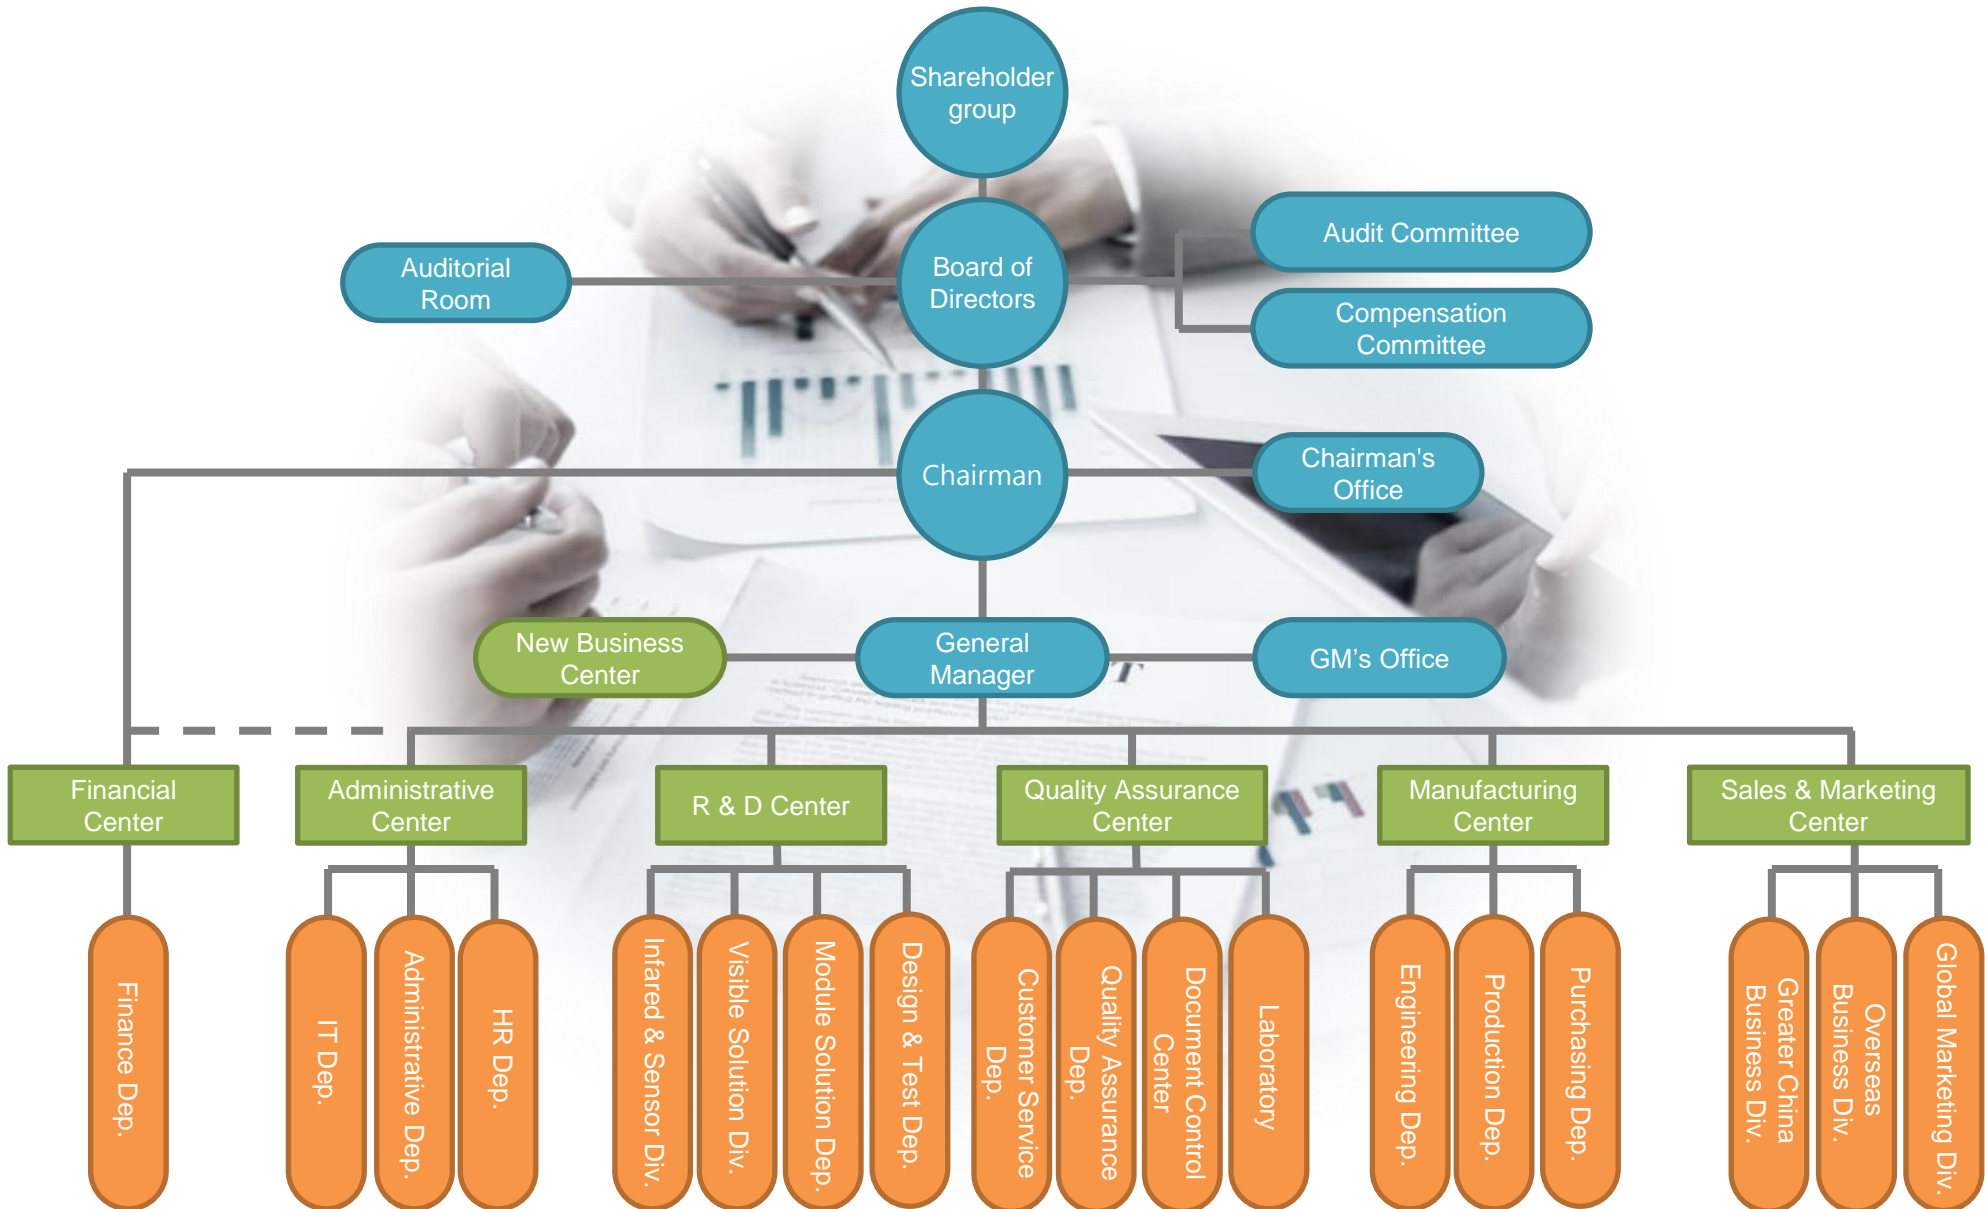 Shareholder
group
Board of
Directors
Auditorial
Room
Audit Committee
Compensation
Committee
Chairman
Chairman's
Office
New Business
Center
General
Manager
GM's Office
Financial
Center
Administrative
Center
R & D Center
Quality Assurance
Center
Manufacturing
Center
Sales & Marketing
Center
Finance Dep.
IT Dep.
Administrative Dep.
HR Dep.
Infared & Sensor Div.
Visible Solution Div.
Module Solution Dep.
Design & Test Dep.
Customer Service
Dep.
Quality Assurance
Dep.
Document Control
Center
Laboratory
Engineering Dep.
Production Dep.
Purchasing Dep.
Greater China
Business Div.
Overseas
Business Div.
Global Marketing Div.